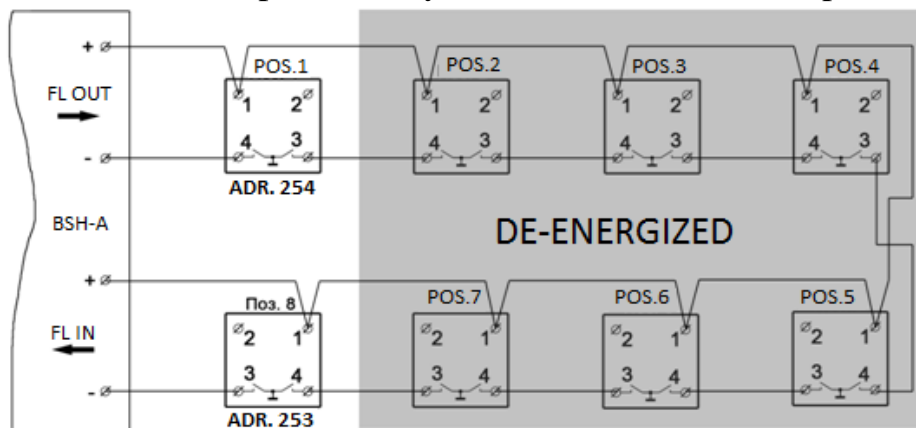 +
POS.1
POS.2
POS.3
POS.4
FL OUT
1 2
1 2
1 2
1 2
4 3
4 3
4 3
4 3
-
ADR. 254
BSH-A
DE-ENERGIZED
+
Поз. 8
POS.7
POS.6
POS.5
FL IN
2 1
2 1
2 1
2 1
3 4
3 4
3 4
3 4
-
ADR. 253